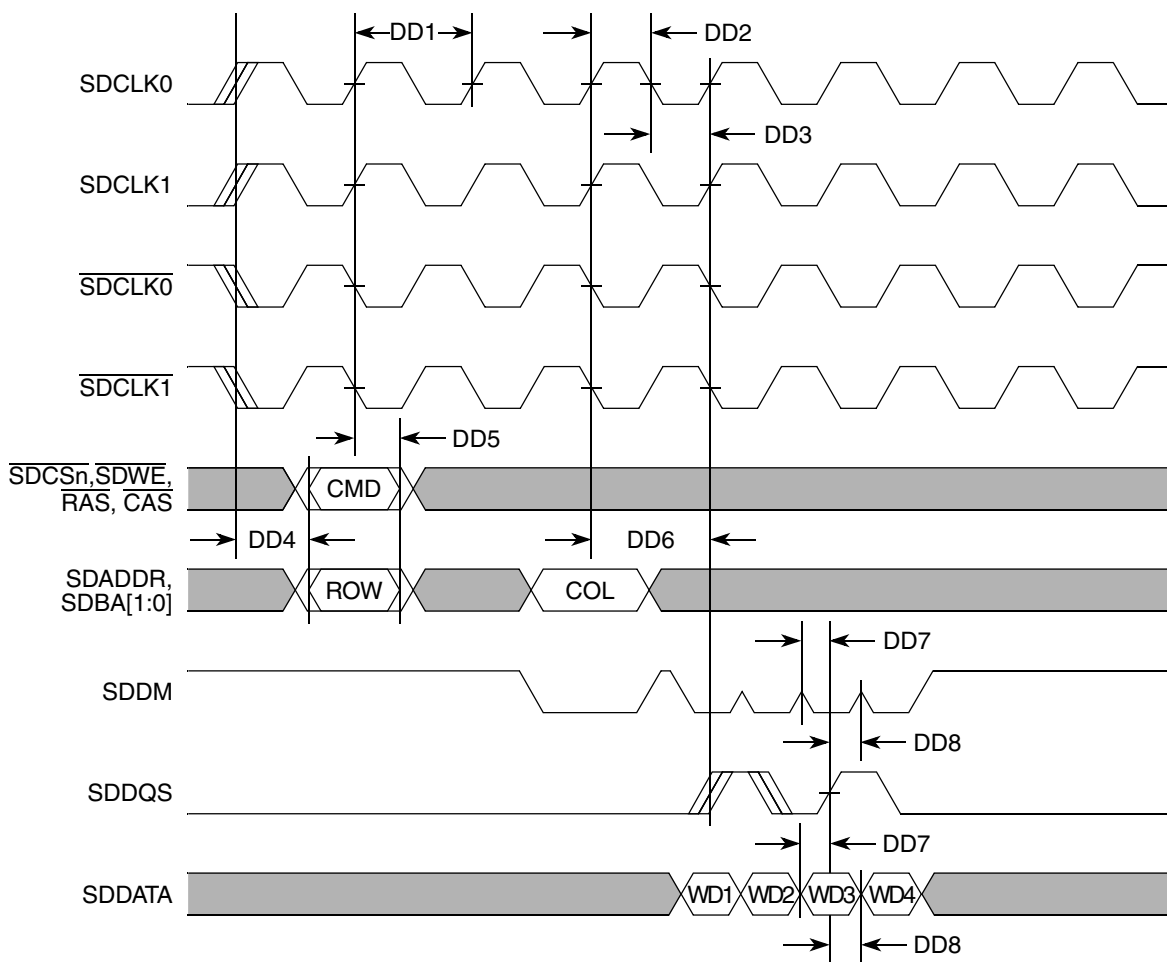 DD1
DD2
SDCLK0
DD3
SDCLK1
SDCLK0
SDCLK1
DD5
SDCSn,SDWE,
RAS, CAS
CMD
DD4
DD6
SDADDR,
SDBA[1:0]
ROW
COL
DD7
SDDM
DD8
SDDQS
DD7
SDDATA
WD1
WD2
WD3
WD4
DD8